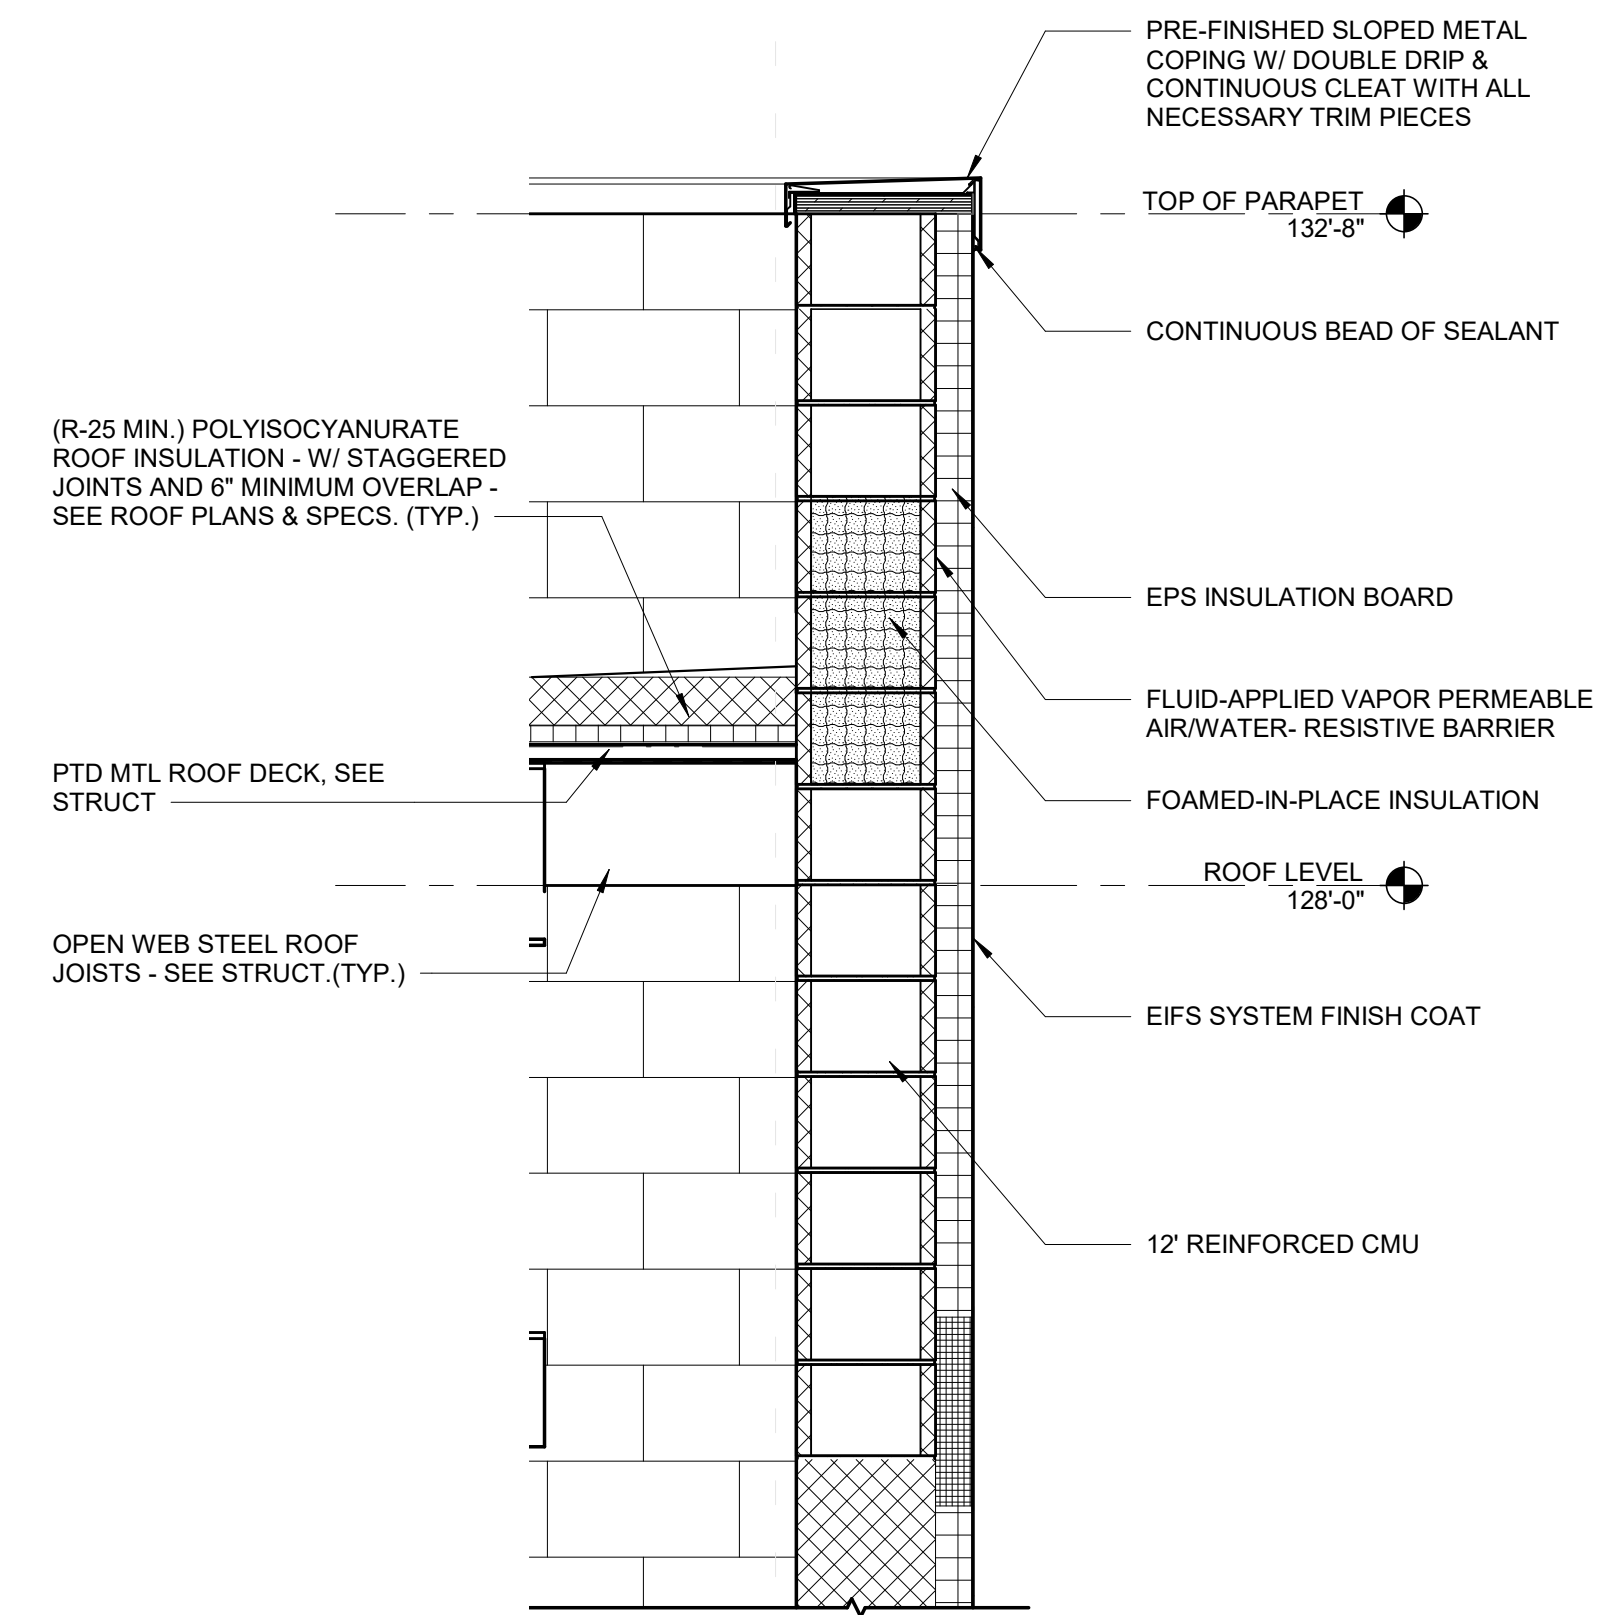 PRE-FINISHED SLOPED METAL
COPING W/ DOUBLE DRIP &
CONTINUOUS CLEAT WITH ALL
NECESSARY TRIM PIECES
TOP OF PARAPET
132'-8"
CONTINUOUS BEAD OF SEALANT
(R-25 MIN.) POLYISOCYANURATE
ROOF INSULATION - W/ STAGGERED
JOINTS AND 6" MINIMUM OVERLAP -
SEE ROOF PLANS & SPECS. (TYP.)
EPS INSULATION BOARD
FLUID-APPLIED VAPOR PERMEABLE
AIR/WATER- RESISTIVE BARRIER
PTD MTL ROOF DECK, SEE
STRUCT
FOAMED-IN-PLACE INSULATION
ROOF LEVEL
128'-0"
OPEN WEB STEEL ROOF
JOISTS - SEE STRUCT.(TYP.)
EIFS SYSTEM FINISH COAT
12' REINFORCED CMU